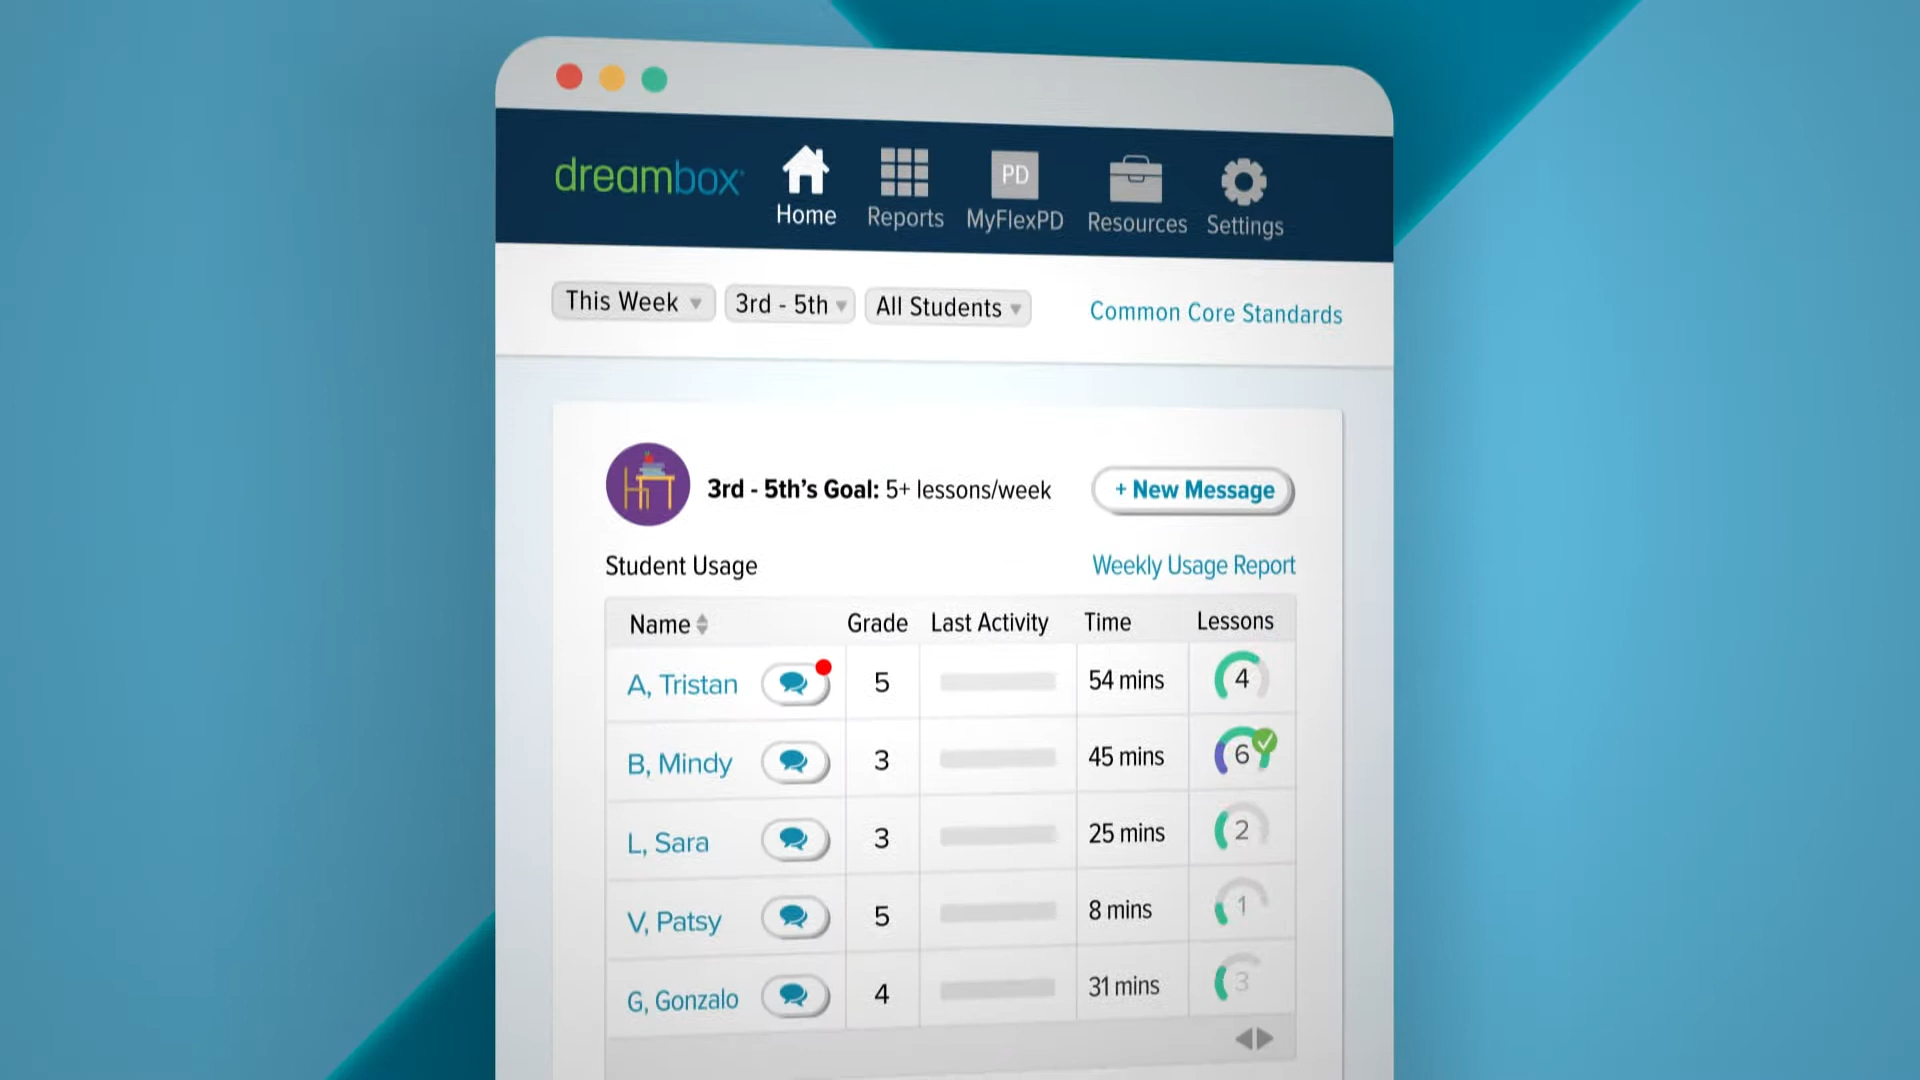 dreambox
Home
Reports
PD
MyFlexPD
Resources
Settings
This Week
3rd - 5th
All Students
Common Core Standards
3rd - 5th's Goal: 5+ lessons/week
+ New Message
Student Usage
Weekly Usage Report
Name Grade Last Activity Time Lessons
A, Tristan 5 54 mins 4
B, Mindy 3 45 mins 6
L, Sara 3 25 mins 2
V, Patsy 5 8 mins 1
G, Gonzalo 4 31 mins 3